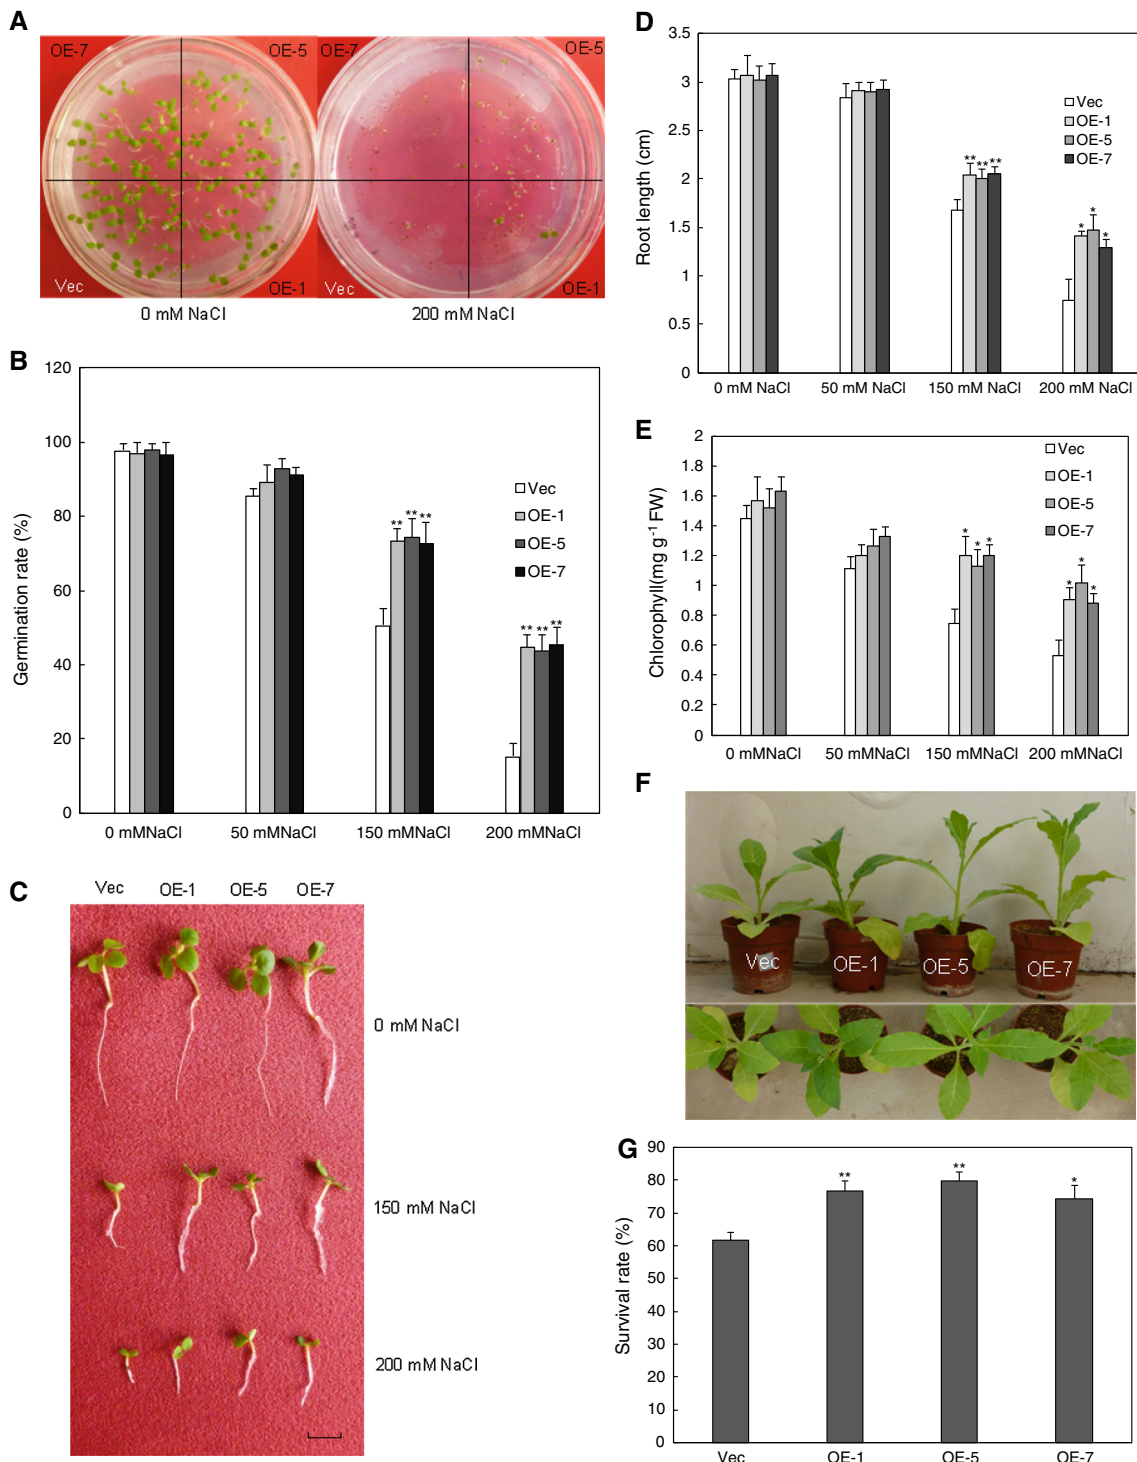 A
OE-7
OE-5
OE-7
OE-5
Vec
OE-1
Vec
OE-1
0 mM NaCl
200 mM NaCl
B
Germination rate (%)
120
100
80
60
40
20
0
Vec
OE-1
OE-5
OE-7
** ** **
** ** **
0 mMNaCl
50 mMNaCl
150 mMNaCl
200 mMNaCl
C
Vec
OE-1
OE-5
OE-7
0 mM NaCl
150 mM NaCl
200 mM NaCl
D
Root length (cm)
3.5
3
2.5
2
1.5
1
0.5
0
Vec
OE-1
OE-5
OE-7
** ** **
* * *
0 mM NaCl
50 mM NaCl
150 mM NaCl
200 mM NaCl
E
Chlorophyll(mg g⁻¹ FW)
2
1.8
1.6
1.4
1.2
1
0.8
0.6
0.4
0.2
0
Vec
OE-1
OE-5
OE-7
* * *
* * *
0 mMNaCl
50 mMNaCl
150 mMNaCl
200 mMNaCl
F
Vec
OE-1
OE-5
OE-7
G
Survival rate (%)
90
80
70
60
50
40
30
20
10
0
**
**
*
Vec
OE-1
OE-5
OE-7